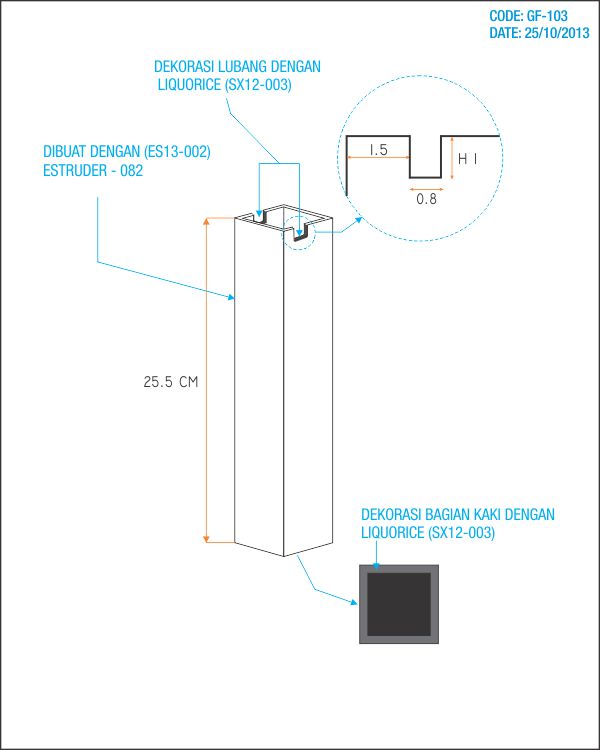 CODE: GF-103
DATE: 25/10/2013
DEKORASI LUBANG DENGAN
LIQUORICE (SX12-003)
DIBUAT DENGAN (ES13-002)
ESTRUDER - 082
1.5
H 1
0.8
25.5 CM
DEKORASI BAGIAN KAKI DENGAN
LIQUORICE (SX12-003)